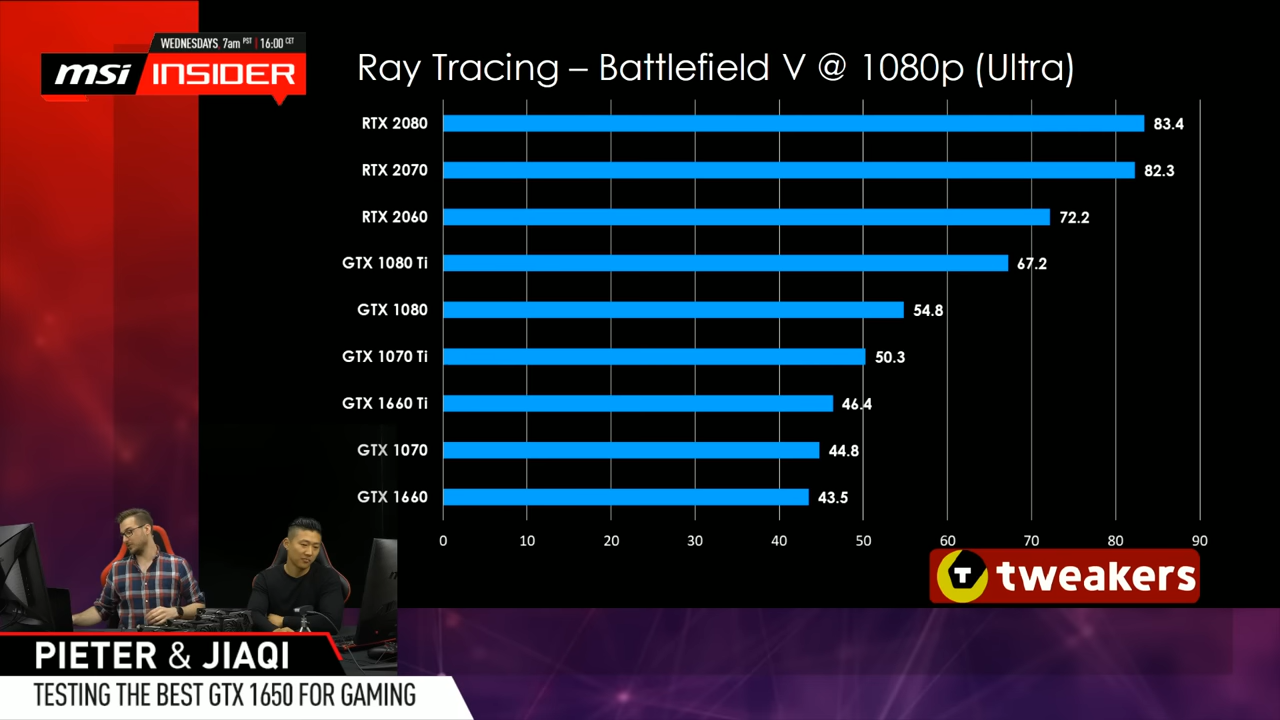 WEDNESDAYS, 7am PST | 16:00 CET
msi INSIDER
Ray Tracing – Battlefield V @ 1080p (Ultra)
RTX 2080 83.4
RTX 2070 82.3
RTX 2060 72.2
GTX 1080 Ti 67.2
GTX 1080 54.8
GTX 1070 Ti 50.3
GTX 1660 Ti 46.4
GTX 1070 44.8
GTX 1660 43.5
0 10 20 30 40 50 60 70 80 90
T tweakers
PIETER & JIAQI
TESTING THE BEST GTX 1650 FOR GAMING